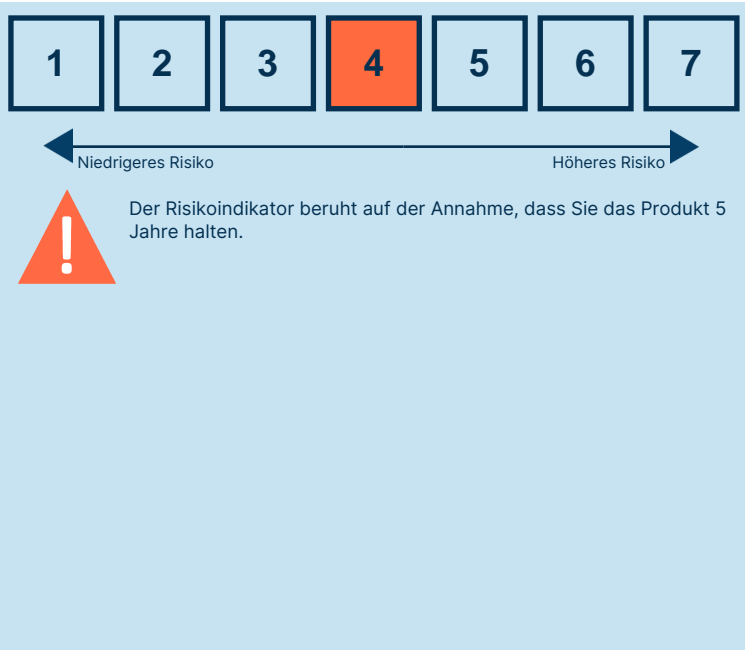 1 2 3 4 5 6 7
Niedrigeres Risiko Höheres Risiko
Der Risikoindikator beruht auf der Annahme, dass Sie das Produkt 5
Jahre halten.